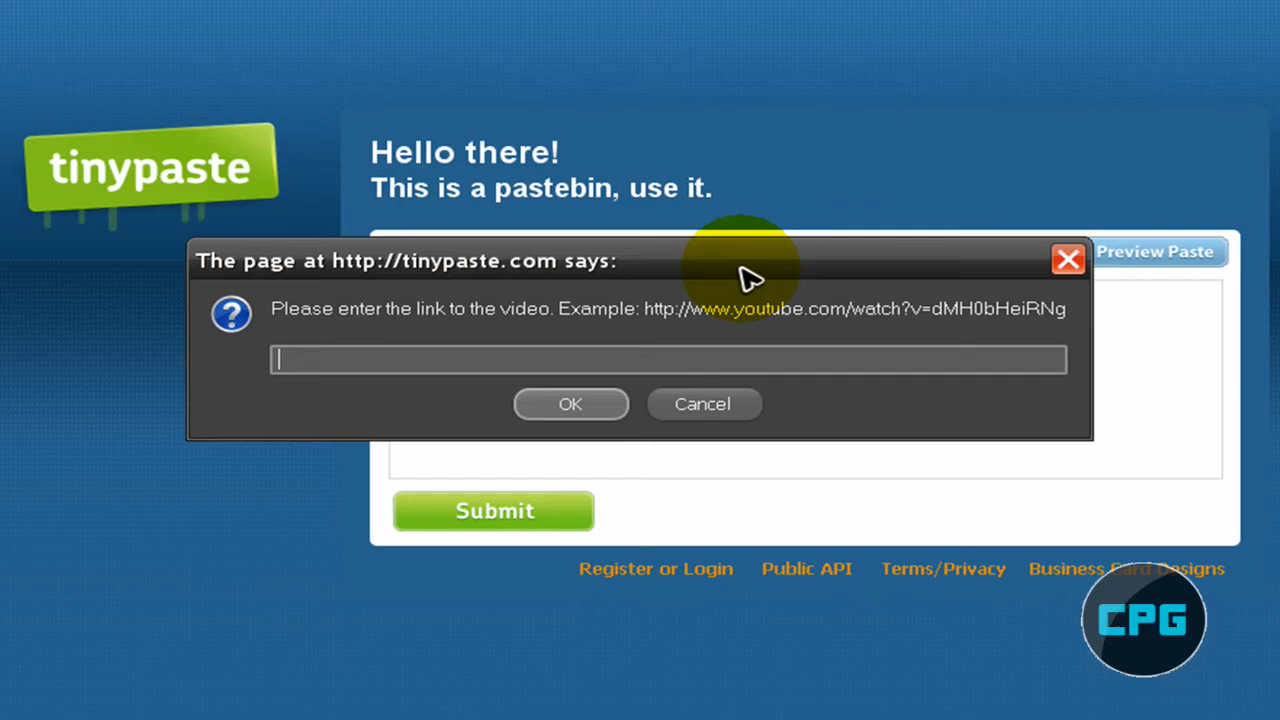 tinypaste
Hello there!
This is a pastebin, use it.
The page at http://tinypaste.com says:
Preview Paste
Please enter the link to the video. Example: http://www.youtube.com/watch?v=dMH0bHeiRNg
OK
Cancel
Submit
Register or Login
Public API
Terms/Privacy
Business Card Designs
CPG